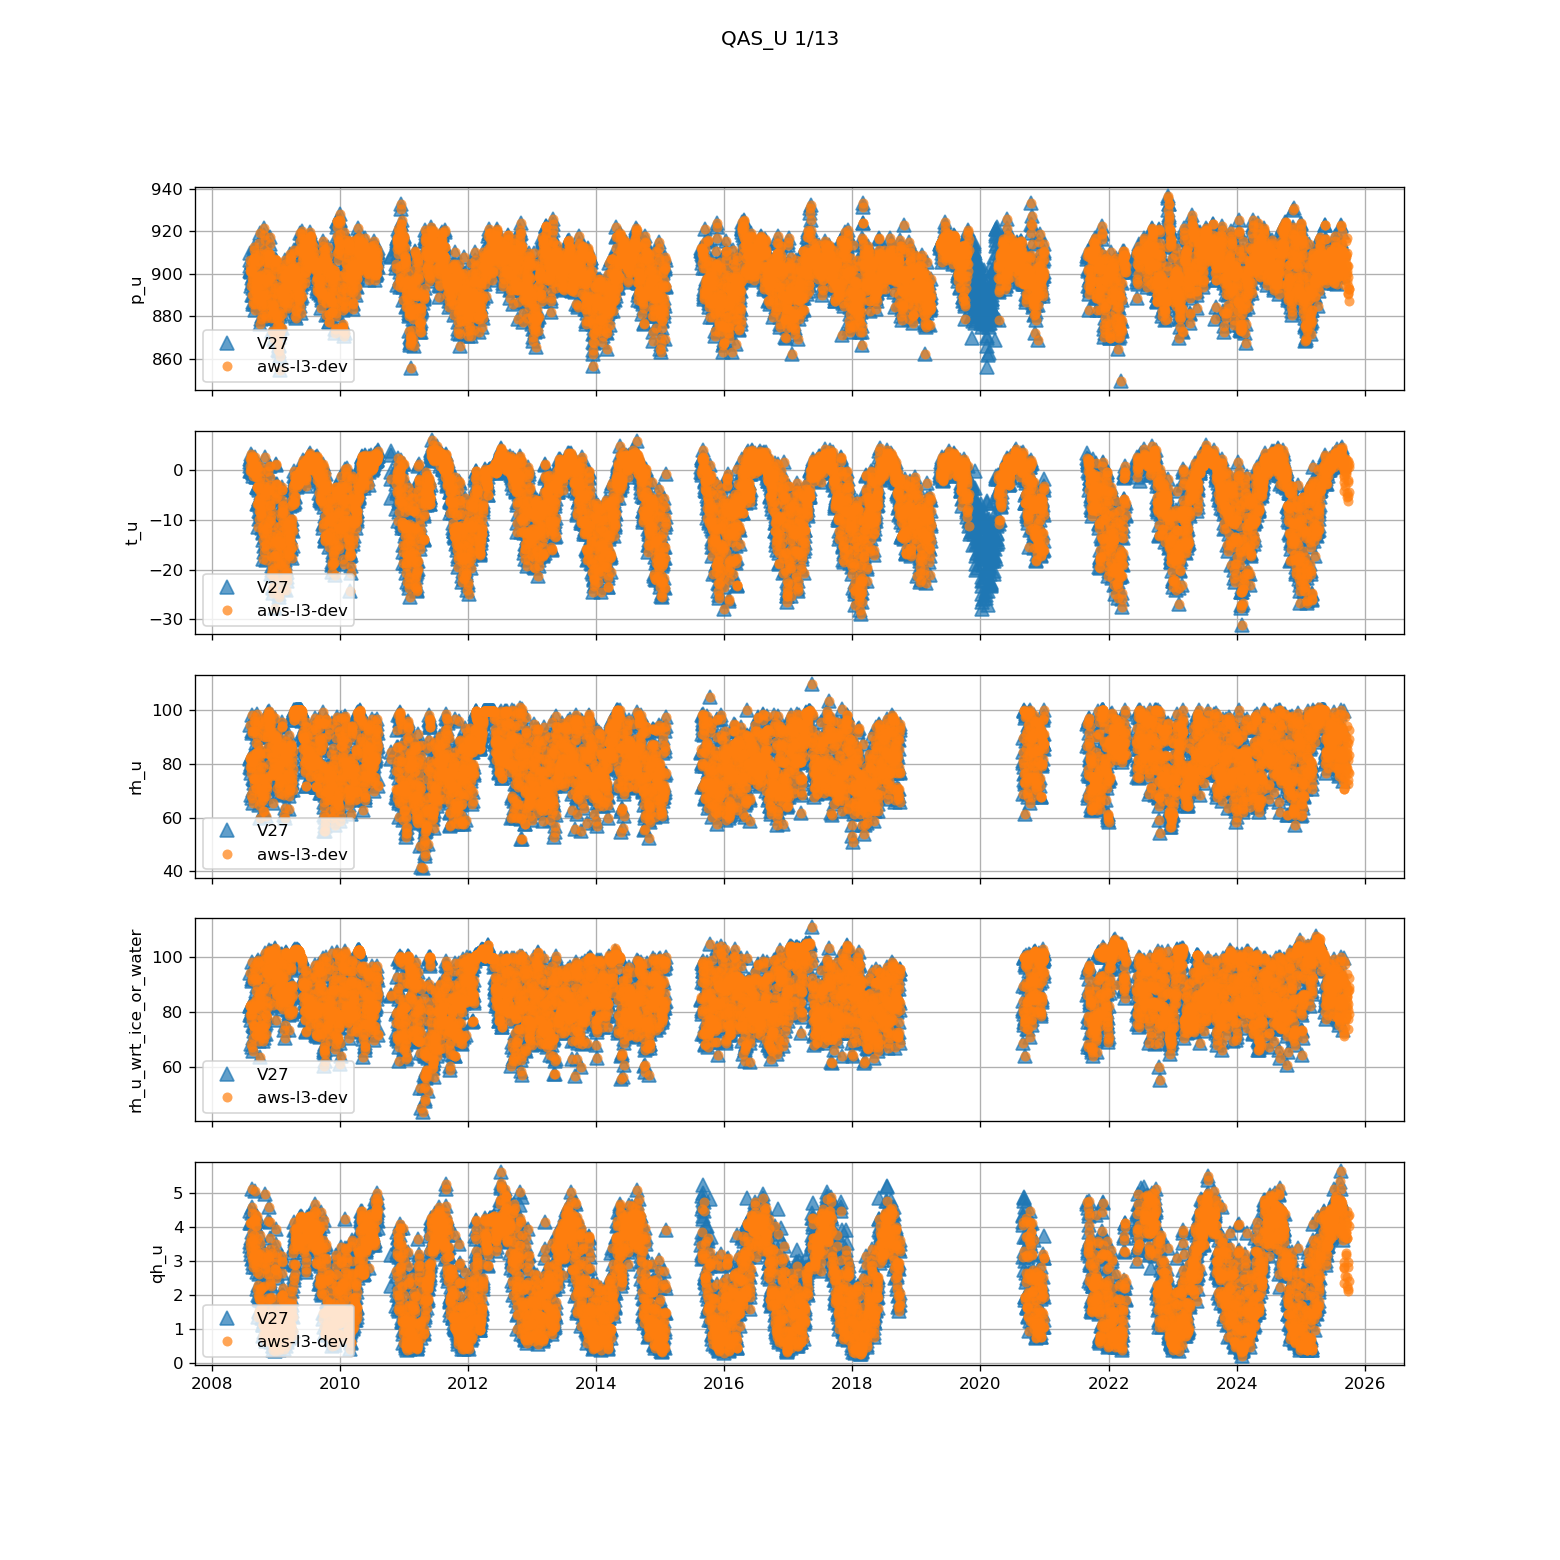 QAS_U 1/13
940
920
900
880
860
p_u
V27
aws-l3-dev
0
−10
−20
−30
t_u
V27
aws-l3-dev
100
80
60
40
rh_u
V27
aws-l3-dev
100
80
60
rh_u_wrt_ice_or_water
V27
aws-l3-dev
5
4
3
2
1
0
qh_u
V27
aws-l3-dev
2008 2010 2012 2014 2016 2018 2020 2022 2024 2026